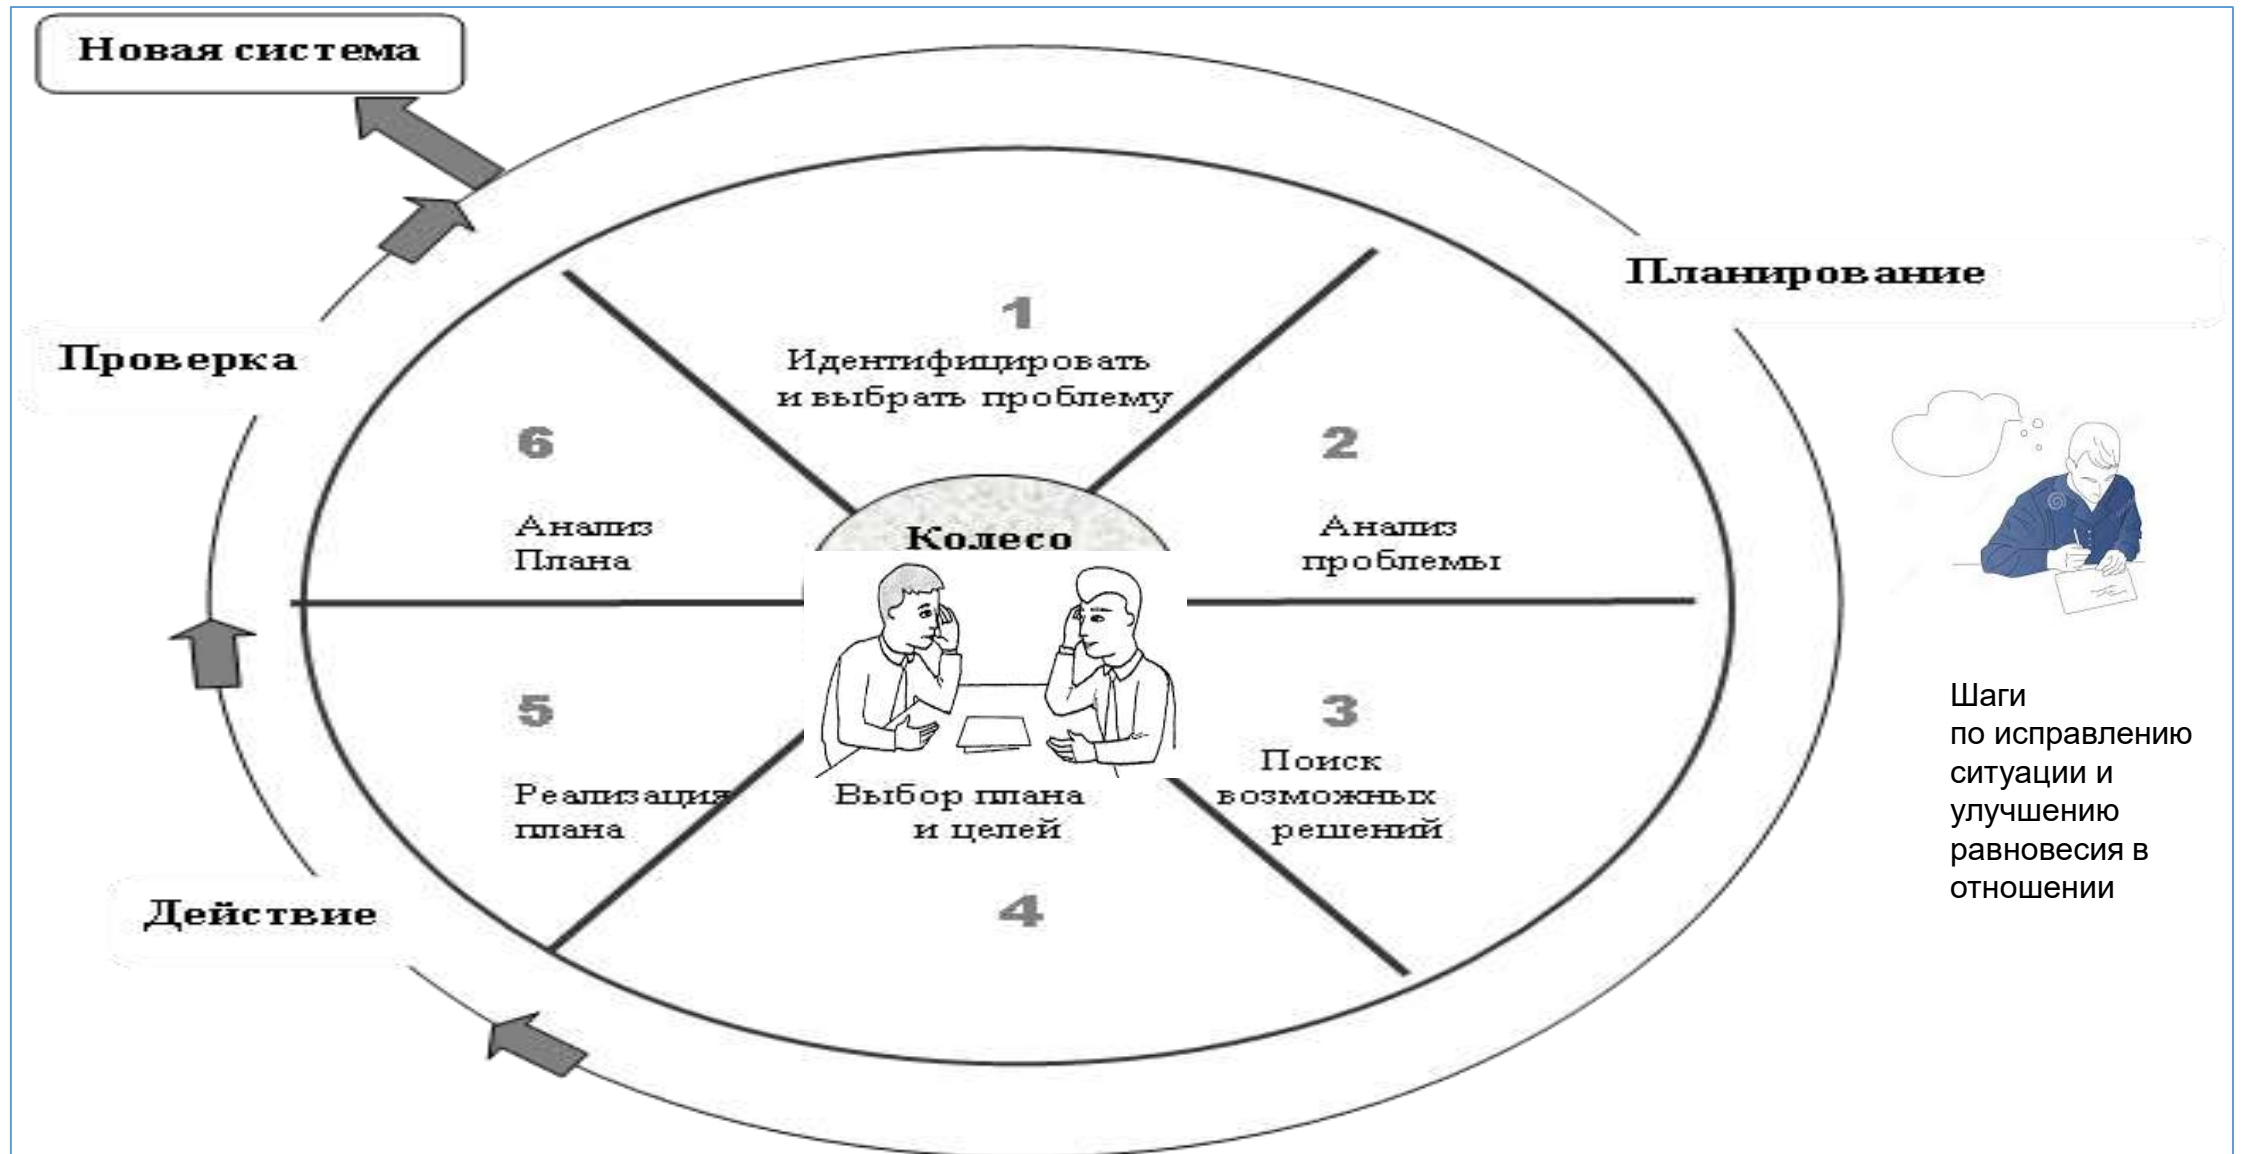 Новая система
Планирование
Проверка
1
Идентифицировать
и выбрать проблему
6
Анализ
Плана
2
Анализ
проблемы
Колесо
5
Реализация
плана
Выбор плана
и целей
4
3
Поиск
возможных
решений
Действие
Шаги
по исправлению
ситуации и
улучшению
равновесия в
отношении